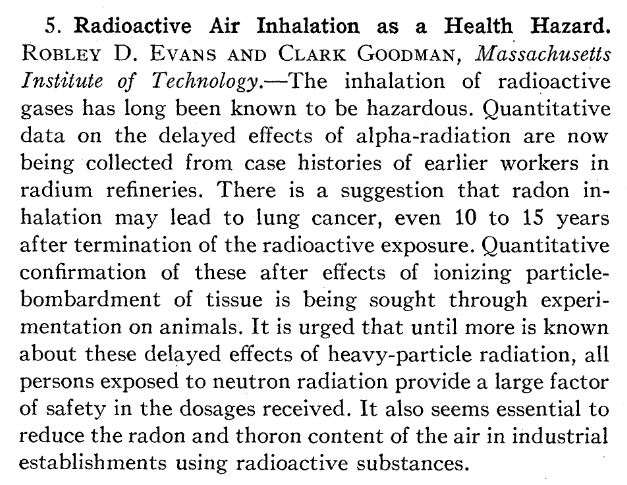 5. Radioactive Air Inhalation as a Health Hazard.
ROBLEY D. EVANS AND CLARK GOODMAN, Massachusetts
Institute of Technology.—The inhalation of radioactive
gases has long been known to be hazardous. Quantitative
data on the delayed effects of alpha-radiation are now
being collected from case histories of earlier workers in
radium refineries. There is a suggestion that radon in-
halation may lead to lung cancer, even 10 to 15 years
after termination of the radioactive exposure. Quantitative
confirmation of these after effects of ionizing particle-
bombardment of tissue is being sought through experi-
mentation on animals. It is urged that until more is known
about these delayed effects of heavy-particle radiation, all
persons exposed to neutron radiation provide a large factor
of safety in the dosages received. It also seems essential to
reduce the radon and thoron content of the air in industrial
establishments using radioactive substances.